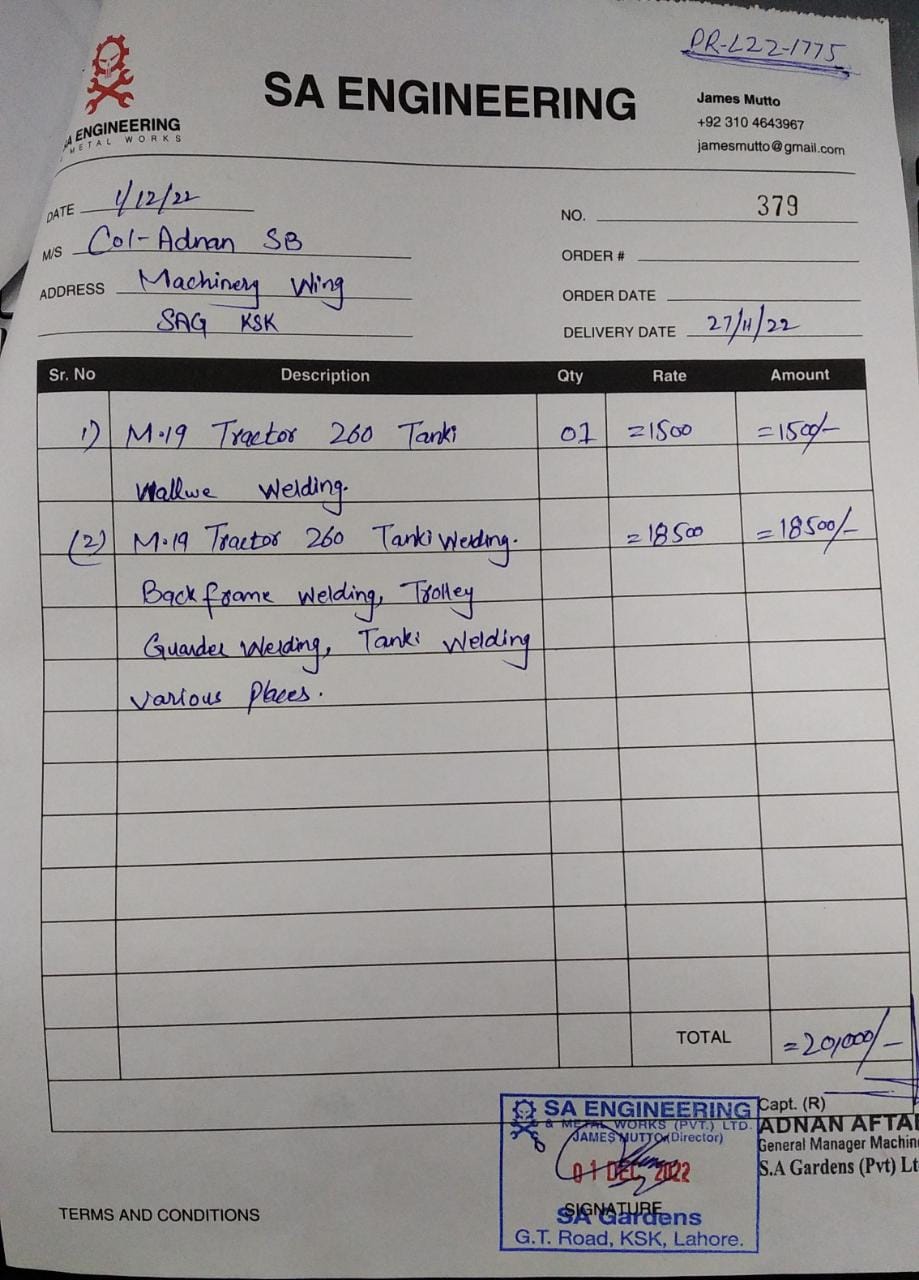 PR-L22-1775
SA ENGINEERING
METAL WORKS
SA ENGINEERING
James Mutto
+92 310 4643967
jamesmutto@gmail.com
DATE 1/12/22
NO. 379
M/S Col-Adnan SB
ORDER #
ADDRESS Machinery Wing
ORDER DATE
SAG KSK
DELIVERY DATE 27/11/22
Sr. No Description Qty Rate Amount
1) M-19 Tractor 260 Tanki 01 =1500 =1500/-
Wallwe Welding.
(2) M-19 Tractor 260 Tanki Welding. =18500 =18500/-
Back frame Welding, Trolley
Guarder Welding, Tanki Welding
various Places.
TOTAL =20,000/-
SA ENGINEERING
& METAL WORKS (PVT.) LTD.
JAMES MUTTO (Director)
01 DEC 2022
SIGNATURE
SA Gardens
G.T. Road, KSK, Lahore.
Capt. (R)
ADNAN AFTA
General Manager Machin
S.A Gardens (Pvt) Lt
TERMS AND CONDITIONS